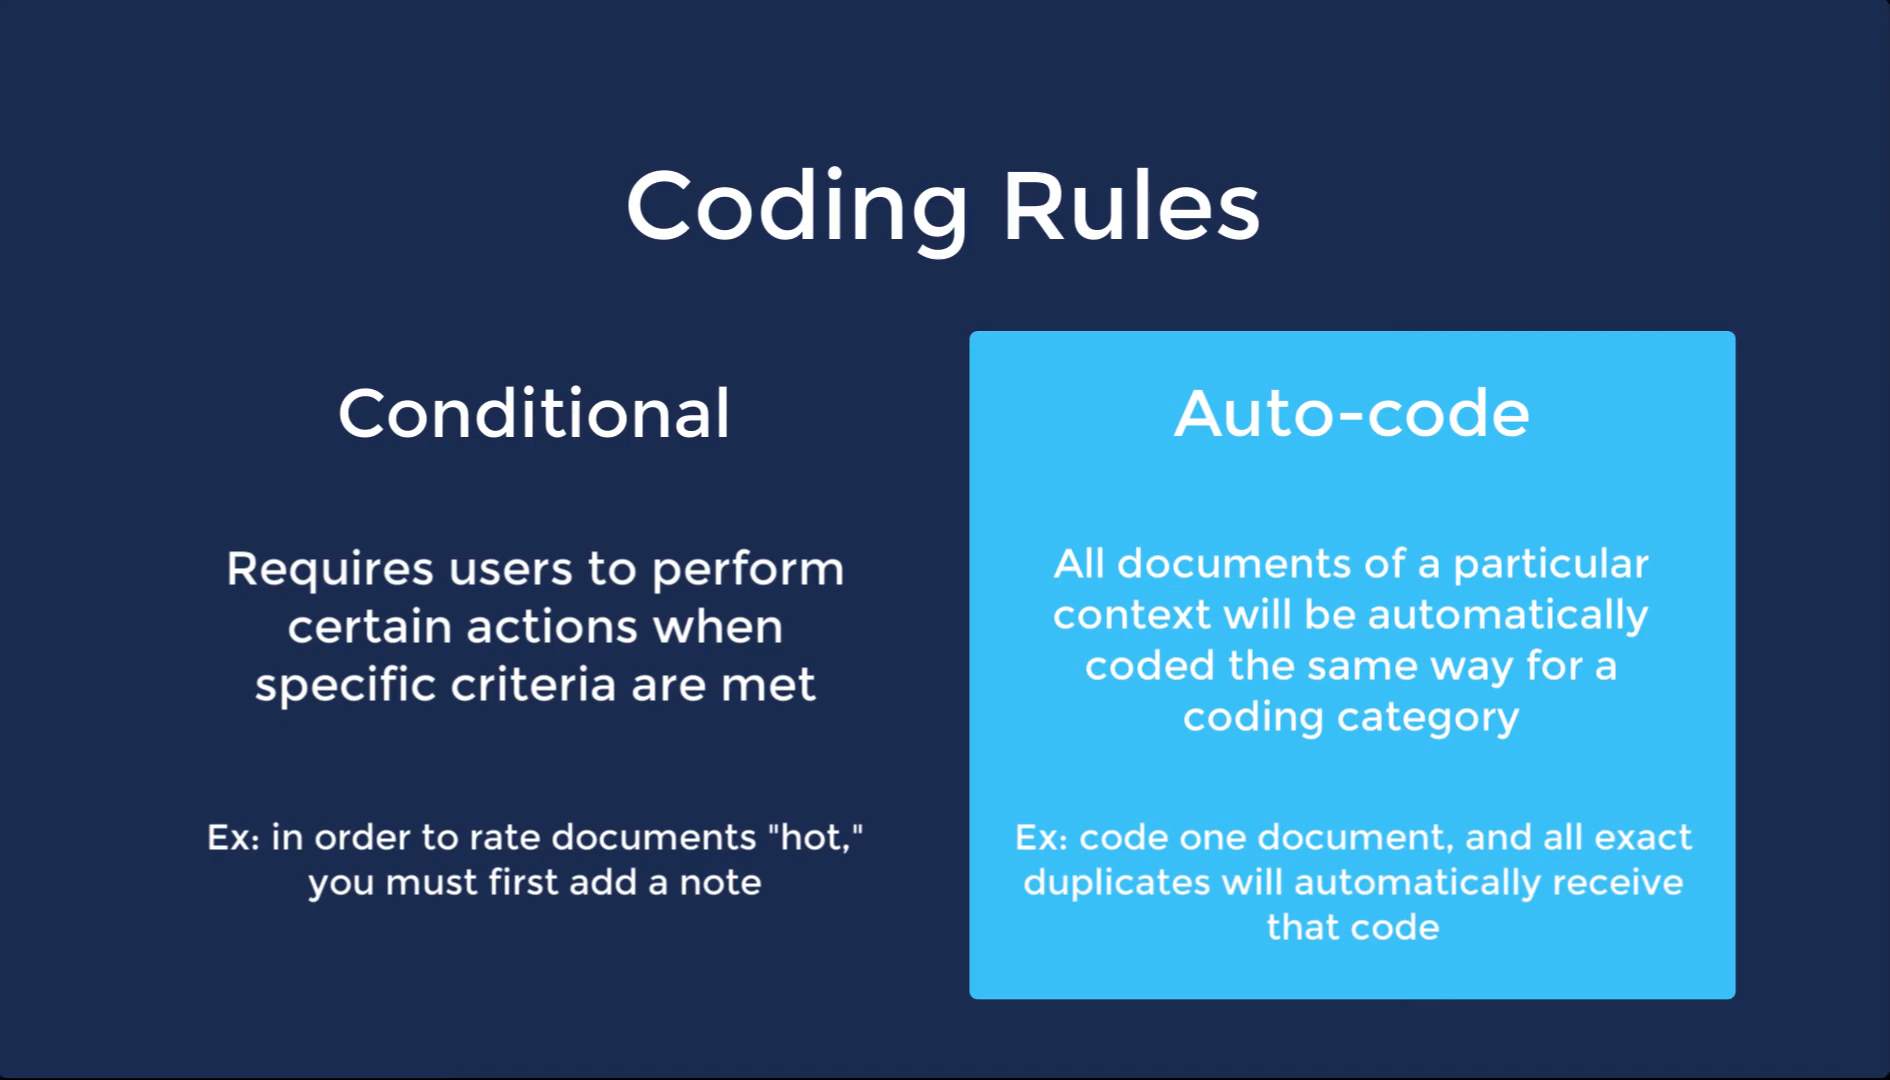 Coding Rules
Conditional
Requires users to perform
certain actions when
specific criteria are met
Ex: in order to rate documents "hot,"
you must first add a note
Auto-code
All documents of a particular
context will be automatically
coded the same way for a
coding category
Ex: code one document, and all exact
duplicates will automatically receive
that code